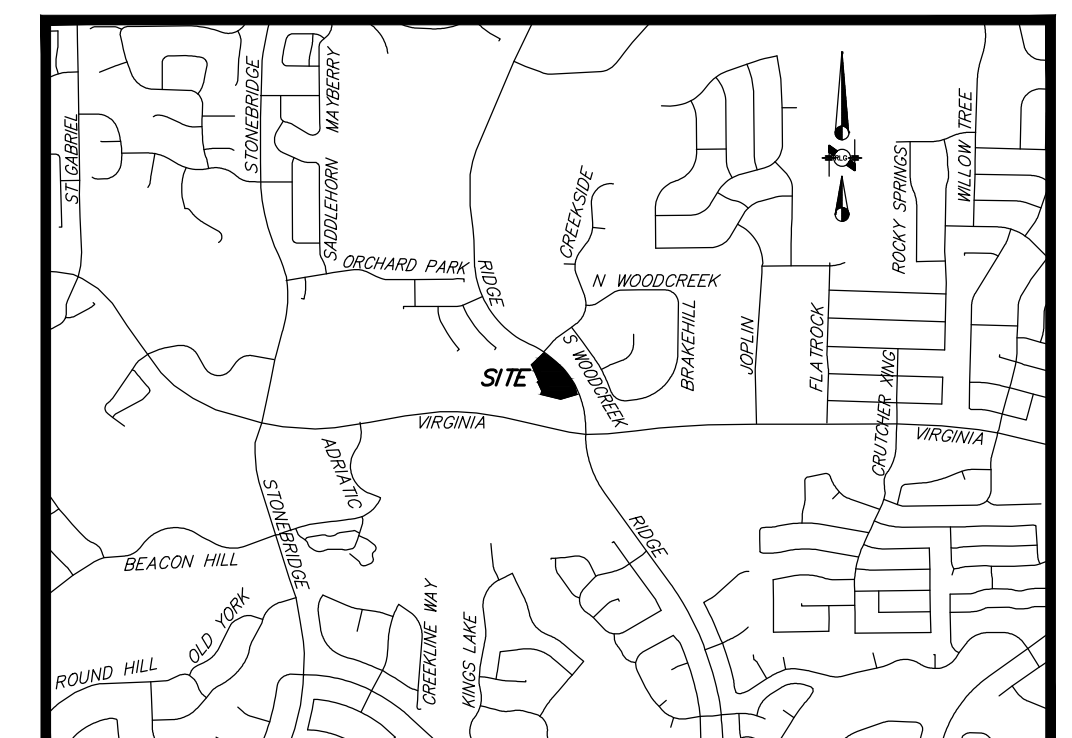 ST GABRIEL
STONEBRIDGE
MAYBERRY
SADDLEHORN
ORCHARD PARK
RIDGE
CREEKSIDE
N WOODCREEK
S WOODCREEK
BRAKEHILL
JOPLIN
FLATROCK
ROCKY SPRINGS
WILLOW TREE
RLG
SITE
VIRGINIA
CRUTCHER XING
VIRGINIA
ADRIATIC
STONEBRIDGE
BEACON HILL
RIDGE
OLD YORK
ROUND HILL
CREEKLINE WAY
KINGS LAKE